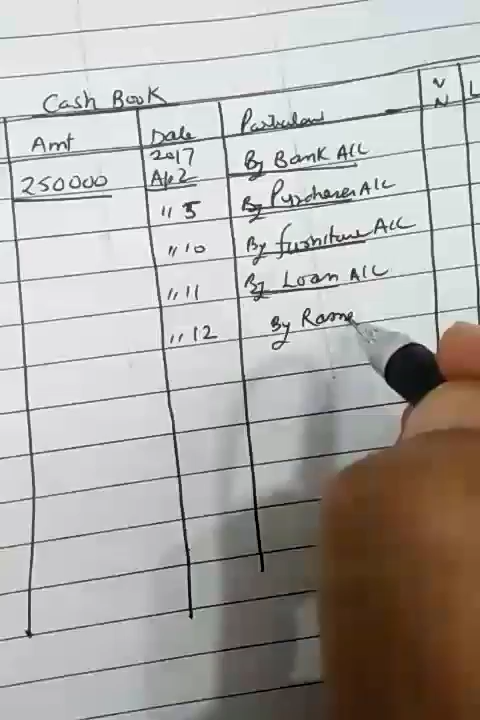 Cash Book
Amt Date Particulars V N L
2017 By Bank A/c
250000 Ap 2
" 5 By Purchases A/c
" 10 By furniture A/c
" 11 By Loan A/c
" 12 By Rame